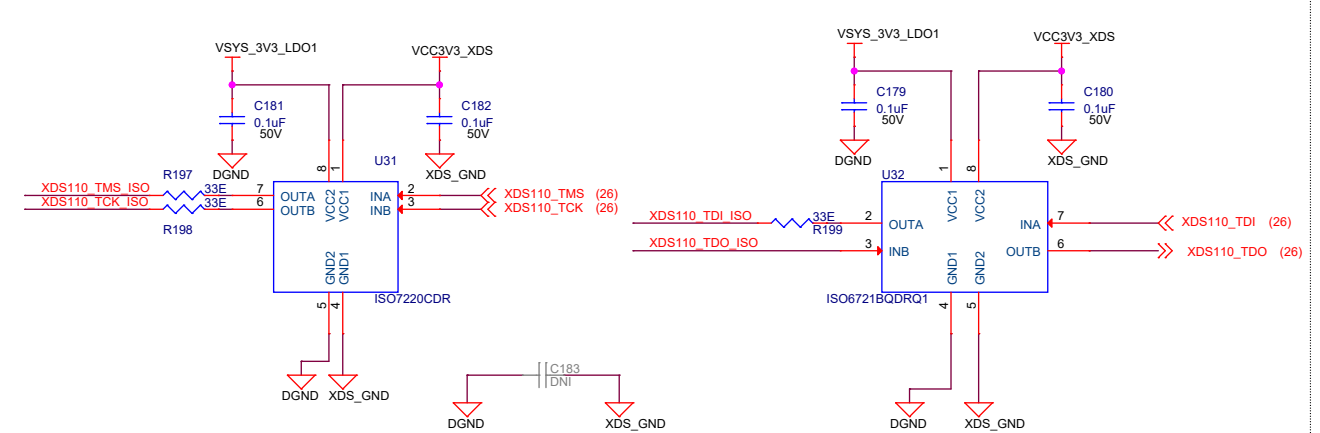 VSYS_3V3_LDO1
VCC3V3_XDS
C181
0.1uF
50V
C182
0.1uF
50V
DGND
XDS_GND
8
1
U31
VCC2
VCC1
R197
33E
XDS110_TMS_ISO
7
OUTA
INA
2
XDS110_TMS (26)
XDS110_TCK_ISO
33E
6
OUTB
INB
3
XDS110_TCK (26)
R198
GND2
GND1
ISO7220CDR
5
4
DGND
XDS_GND
C183
DNI
DGND
XDS_GND
VSYS_3V3_LDO1
VCC3V3_XDS
C179
0.1uF
50V
C180
0.1uF
50V
DGND
XDS_GND
1
8
U32
VCC1
VCC2
XDS110_TDI_ISO
33E
R199
2
OUTA
INA
7
XDS110_TDI (26)
XDS110_TDO_ISO
3
INB
OUTB
6
XDS110_TDO (26)
GND1
GND2
ISO6721BQDRQ1
4
5
DGND
XDS_GND